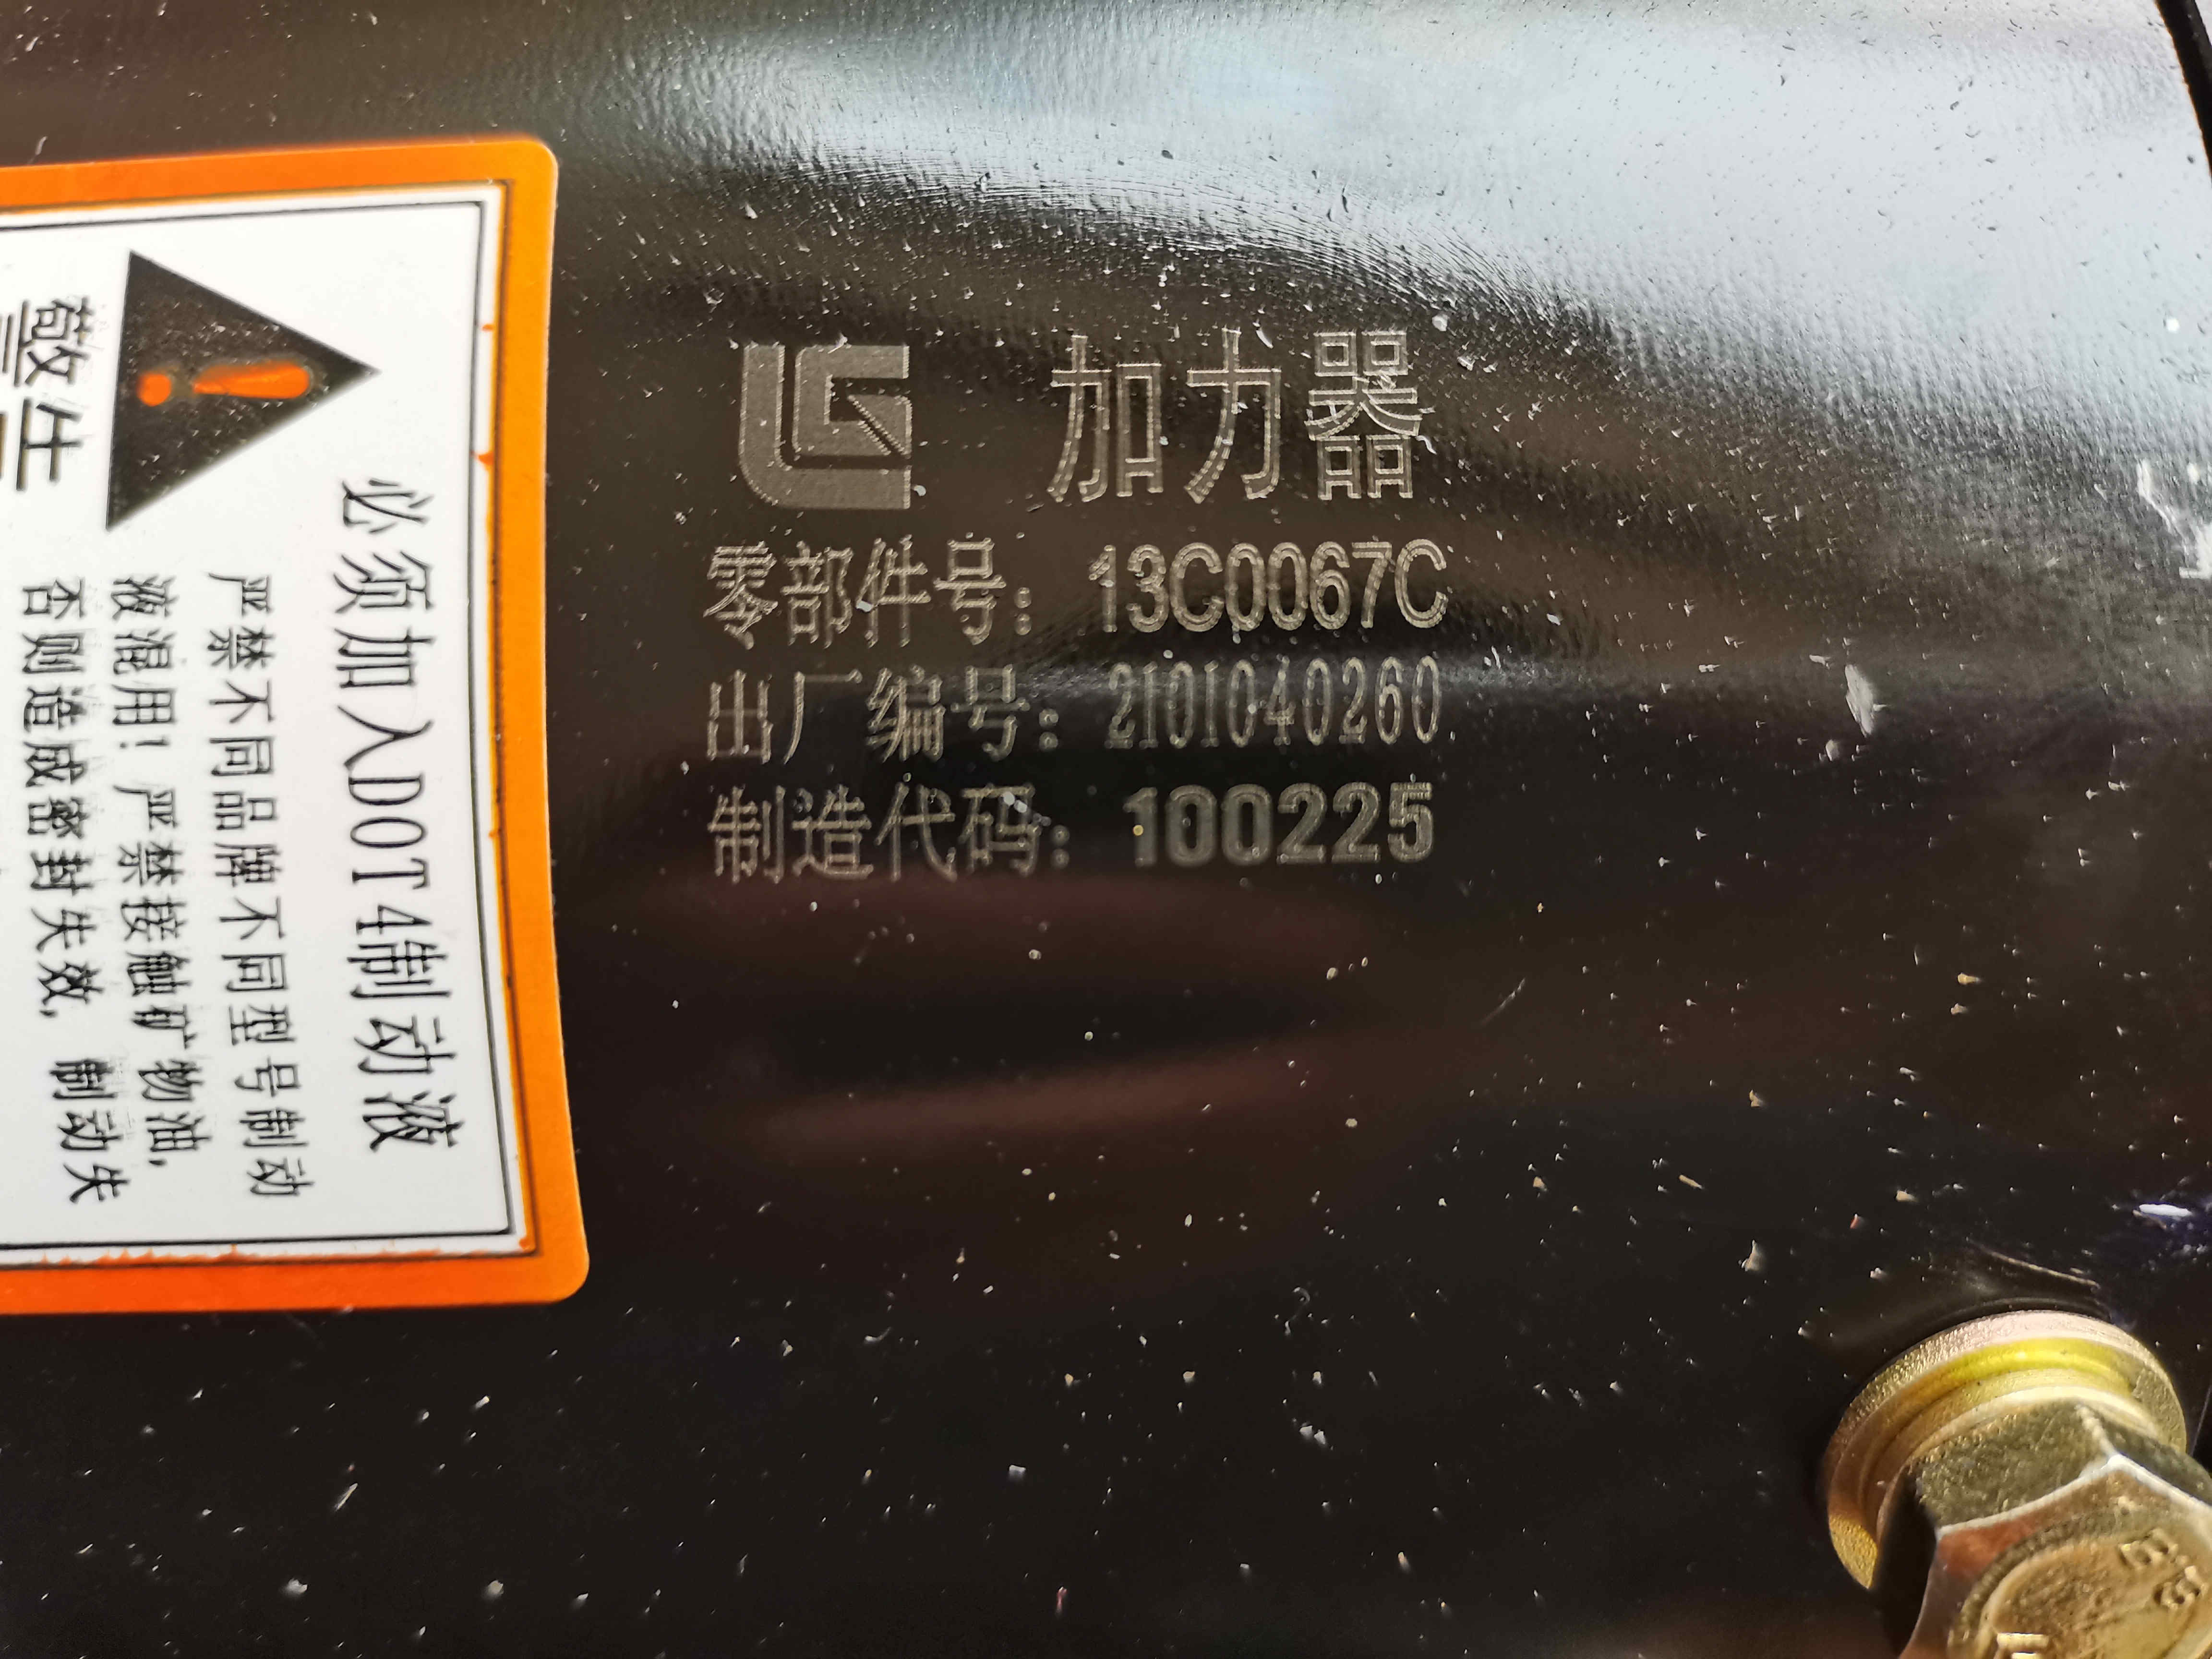 LG 加力器
零部件号：13C0067C
出厂编号：2101040260
制造代码：100225
必须加入DOT4制动液
严禁不同品牌不同型号制动
液混用！严禁接触矿物油，
否则造成密封失效，制动失